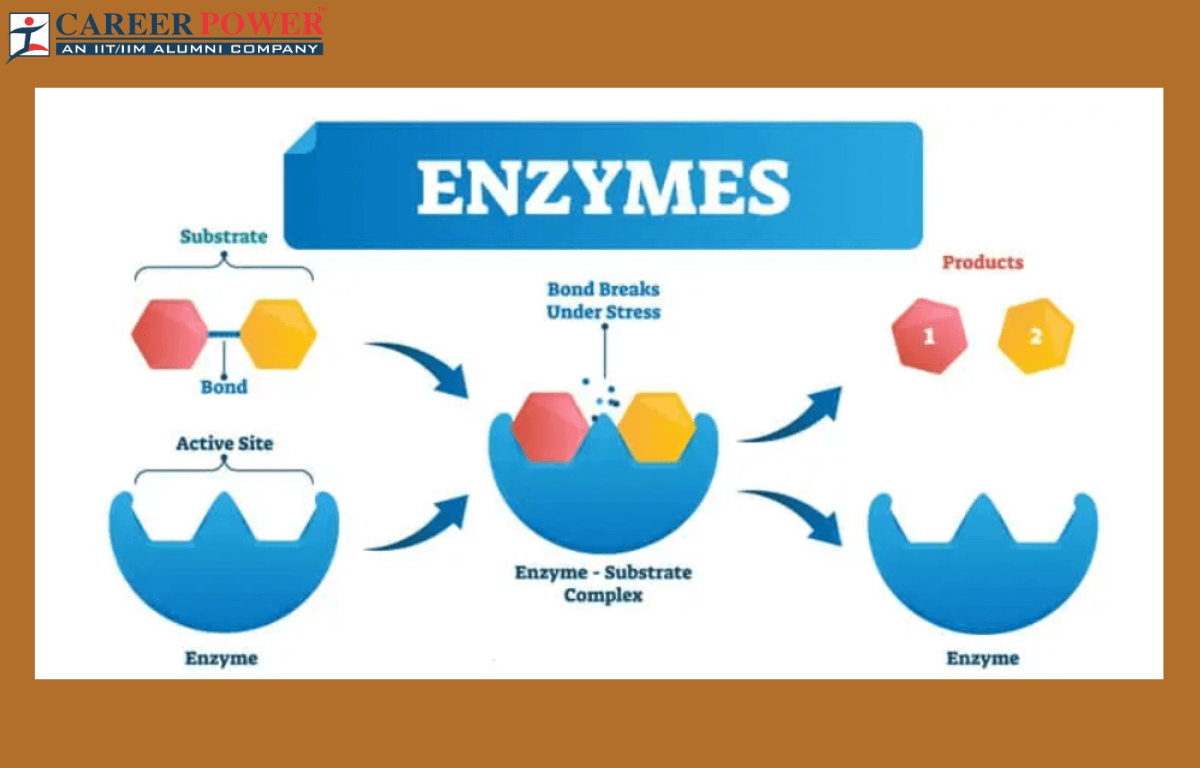 CAREER POWER™
AN IIT/IIM ALUMNI COMPANY
ENZYMES
Substrate
Bond
Active Site
Enzyme
Bond Breaks
Under Stress
Enzyme - Substrate
Complex
Products
1
2
Enzyme